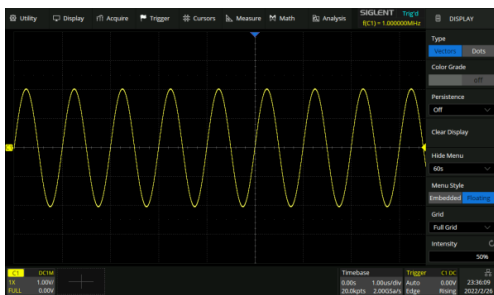 Utility Display Acquire Trigger Cursors Measure Math Analysis
SIGLENT Trig'd
f(C1) = 1.000000MHz
DISPLAY
Type
Vectors Dots
Color Grade
off
Persistence
Off
Clear Display
Hide Menu
60s
Menu Style
Embedded Floating
Grid
Full Grid
Intensity
50%
C1
C1 DC1M
1X 1.00V/
FULL 0.00V
Timebase
0.00s 1.00us/div
20.0kpts 2.00GSa/s
Trigger C1 DC
Auto 0.00V
Edge Rising
23:36:09
2022/2/26